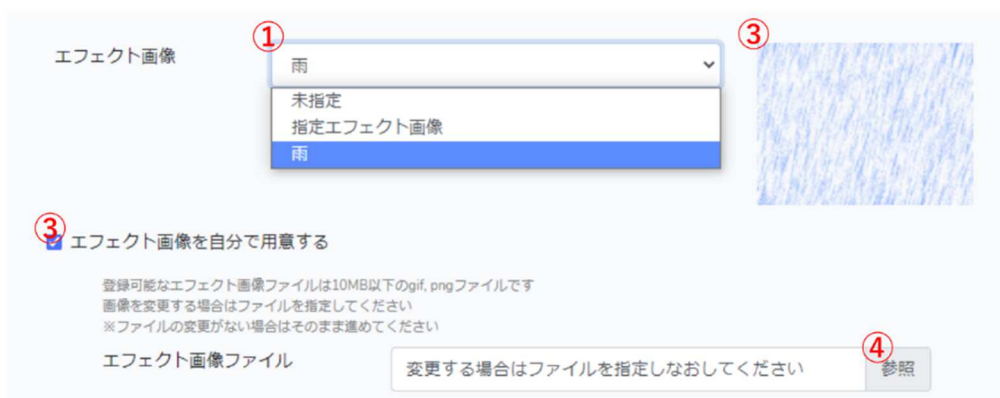 ①
③
エフェクト画像
雨
未指定
指定エフェクト画像
雨
③
エフェクト画像を自分で用意する
登録可能なエフェクト画像ファイルは10MB以下のgif, pngファイルです
画像を変更する場合はファイルを指定してください
※ファイルの変更がない場合はそのまま進めてください
④
エフェクト画像ファイル
変更する場合はファイルを指定しなおしてください
参照